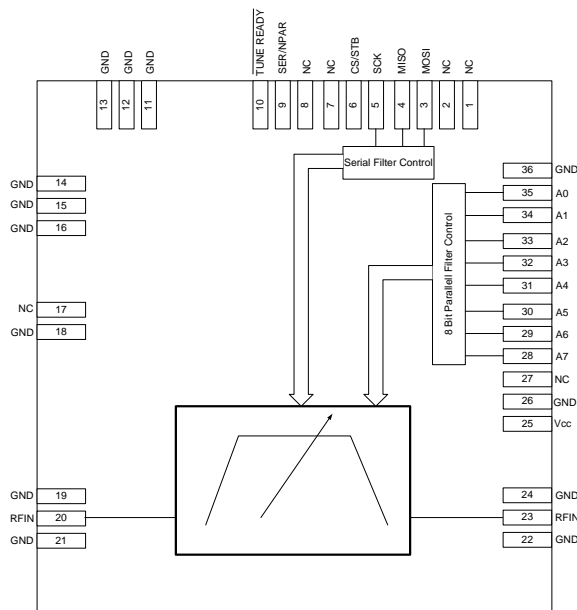 GND
GND
GND
TUNE READY
SER/NPAR
NC
NC
CS/STB
SCK
MISO
MOSI
NC
NC
13
12
11
10
9
8
7
6
5
4
3
2
1
Serial Filter Control
8 Bit Parallell Filter Control
GND 14
GND 15
GND 16
NC 17
GND 18
GND 19
RFIN 20
GND 21
36 GND
35 A0
34 A1
33 A2
32 A3
31 A4
30 A5
29 A6
28 A7
27 NC
26 GND
25 Vcc
24 GND
23 RFIN
22 GND